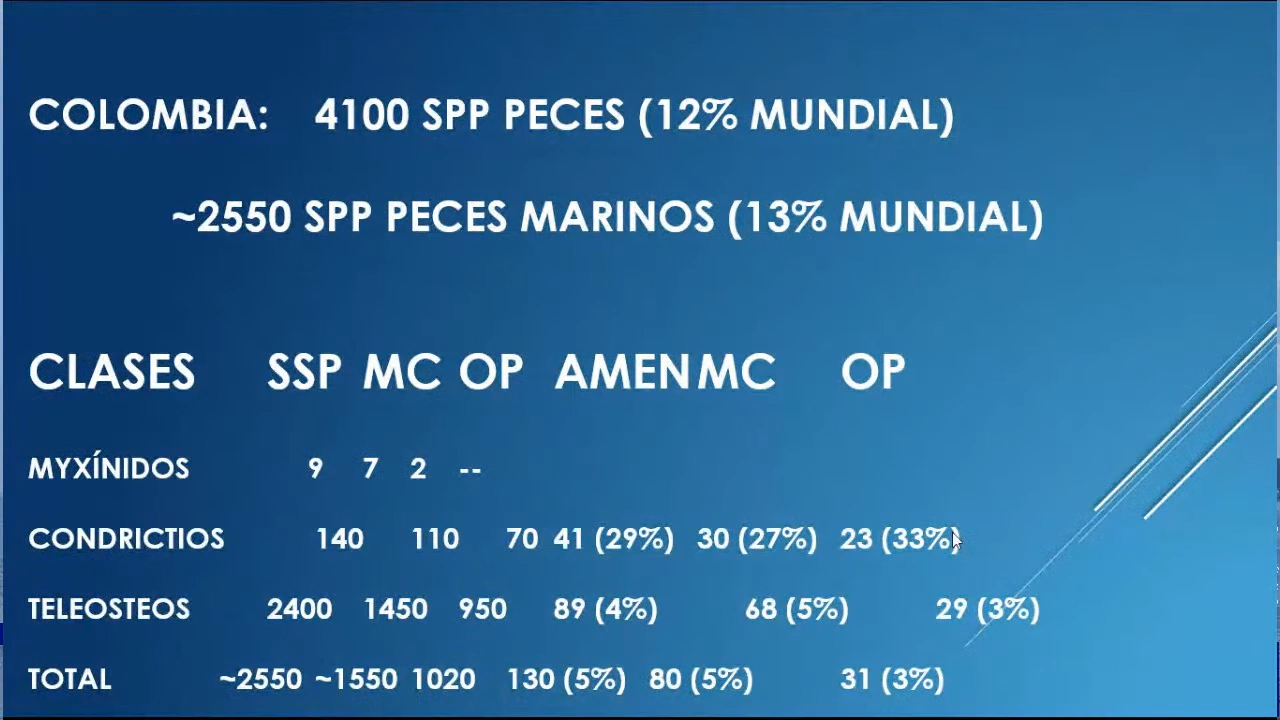 COLOMBIA: 4100 SPP PECES (12% MUNDIAL)
~2550 SPP PECES MARINOS (13% MUNDIAL)
CLASES SSP MC OP AMEN MC OP
MYXÍNIDOS 9 7 2 --
CONDRICTIOS 140 110 70 41 (29%) 30 (27%) 23 (33%)
TELEOSTEOS 2400 1450 950 89 (4%) 68 (5%) 29 (3%)
TOTAL ~2550 ~1550 1020 130 (5%) 80 (5%) 31 (3%)